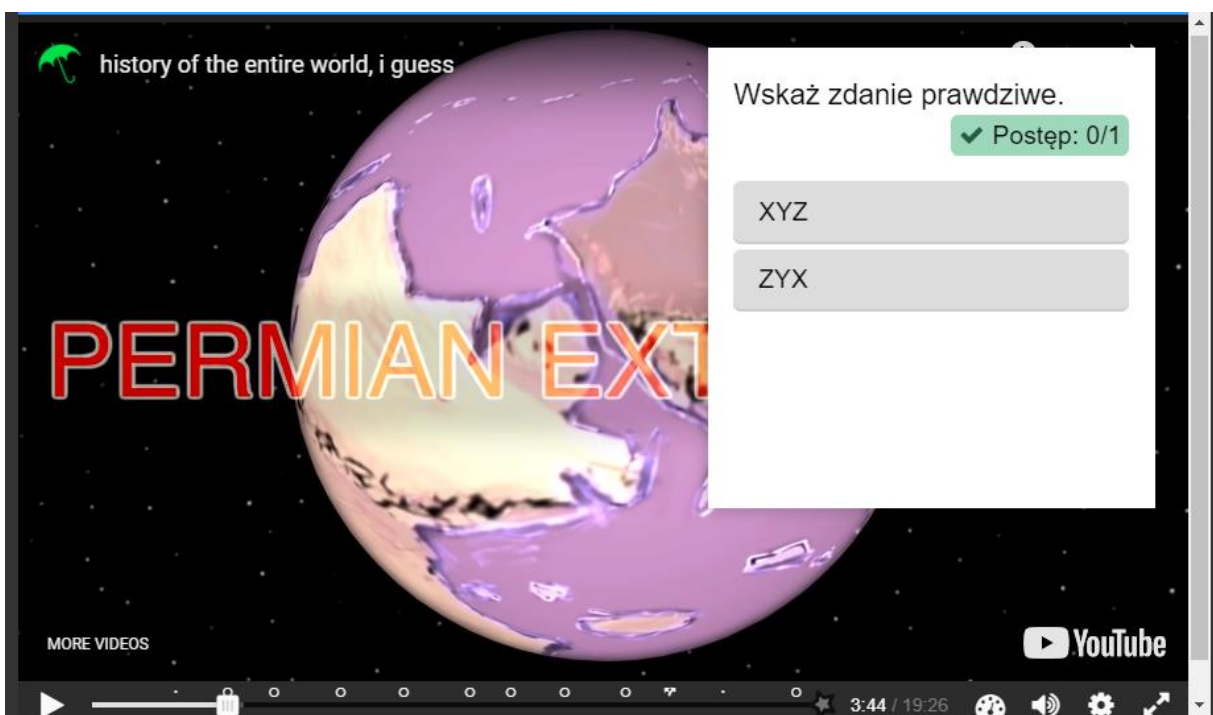 history of the entire world, i guess
Wskaż zdanie prawdziwe.
✔ Postęp: 0/1
XYZ
ZYX
PERMIAN EXT
MORE VIDEOS
YouTube
3:44 / 19:26